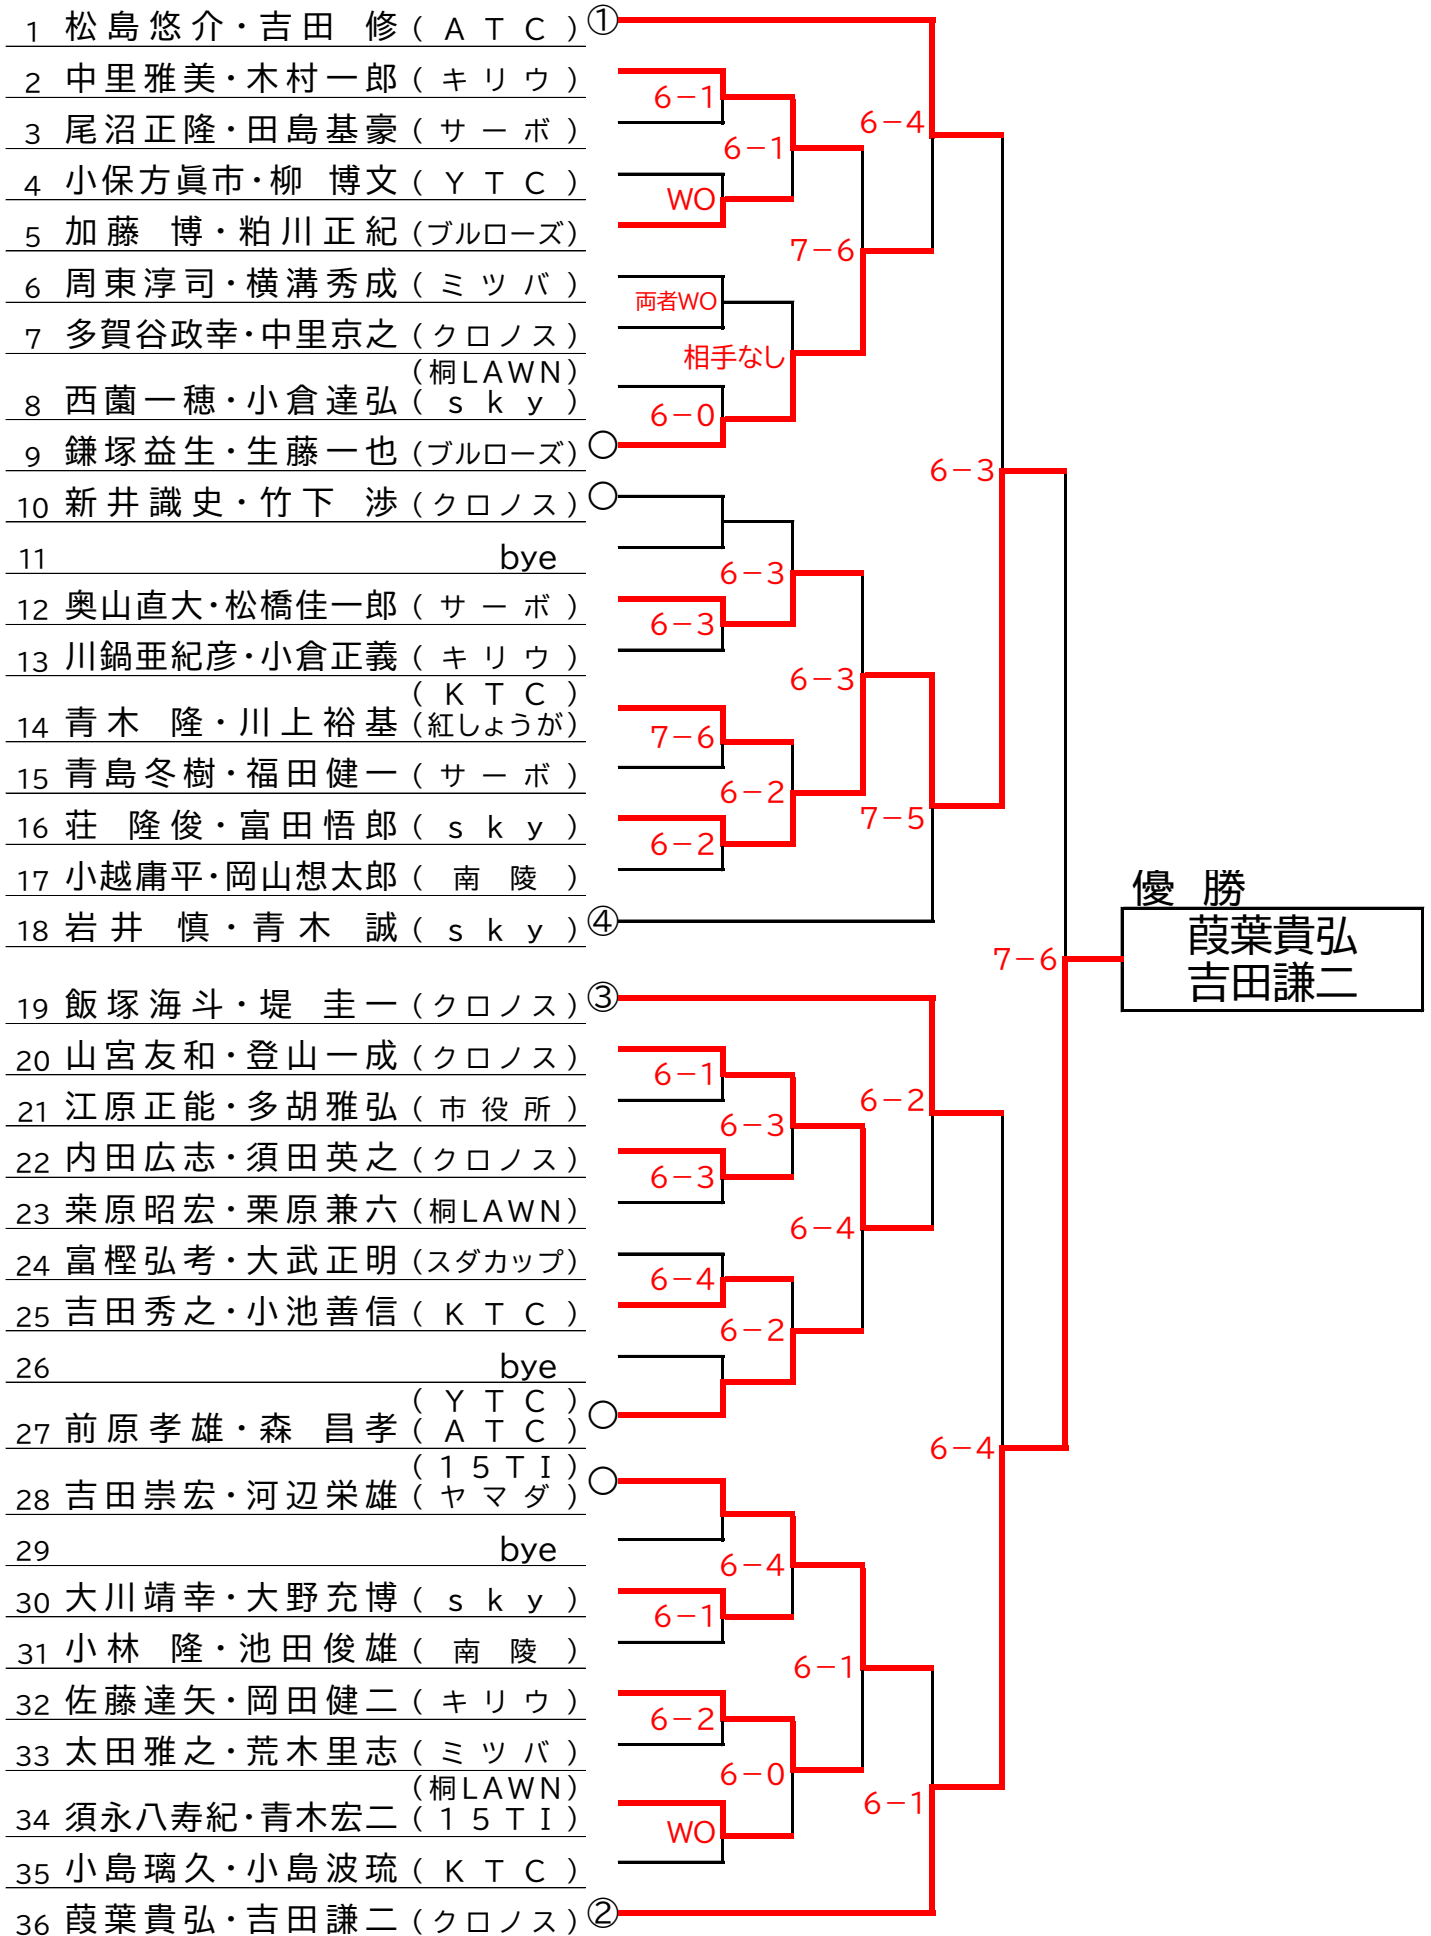 1 松島悠介・吉田 修 (ATC) ①
2 中里雅美・木村一郎 (キリウ)
6-1
3 尾沼正隆・田島基豪 (サーボ)
6-4
6-1
4 小保方眞市・柳 博文 (YTC)
WO
5 加藤 博・粕川正紀 (ブルローズ)
7-6
6 周東淳司・横溝秀成 (ミツバ)
両者WO
7 多賀谷政幸・中里京之 (クロノス)
相手なし
(桐LAWN)
8 西薗一穂・小倉達弘 (sky)
6-0
9 鎌塚益生・生藤一也 (ブルローズ) ○
6-3
10 新井識史・竹下 渉 (クロノス) ○
11 bye
6-3
12 奥山直大・松橋佳一郎 (サーボ)
6-3
13 川鍋亜紀彦・小倉正義 (キリウ)
6-3
(KTC)
14 青木 隆・川上裕基 (紅しょうが)
7-6
15 青島冬樹・福田健一 (サーボ)
6-2
7-5
16 荘 隆俊・富田悟郎 (sky)
6-2
17 小越庸平・岡山想太郎 (南陵)
18 岩井 慎・青木 誠 (sky) ④
優勝
葭葉貴弘
吉田謙二
7-6
19 飯塚海斗・堤 圭一 (クロノス) ③
20 山宮友和・登山一成 (クロノス)
6-1
21 江原正能・多胡雅弘 (市役所)
6-2
6-3
22 内田広志・須田英之 (クロノス)
6-3
23 桒原昭宏・栗原兼六 (桐LAWN)
6-4
24 富樫弘考・大武正明 (スダカップ)
6-4
25 吉田秀之・小池善信 (KTC)
6-2
26 bye
(YTC)
27 前原孝雄・森 昌孝 (ATC) ○
6-4
(15TI)
28 吉田崇宏・河辺栄雄 (ヤマダ) ○
29 bye
6-4
30 大川靖幸・大野充博 (sky)
6-1
31 小林 隆・池田俊雄 (南陵)
6-1
32 佐藤達矢・岡田健二 (キリウ)
6-2
33 太田雅之・荒木里志 (ミツバ)
6-0
6-1
(桐LAWN)
34 須永八寿紀・青木宏二 (15TI)
WO
35 小島璃久・小島波琉 (KTC)
36 葭葉貴弘・吉田謙二 (クロノス) ②